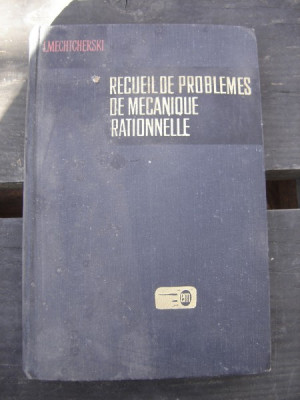 I.MECHTCHERSKI
RECUEIL DE PROBLEMES
DE MECANIQUE
RATIONNELLE